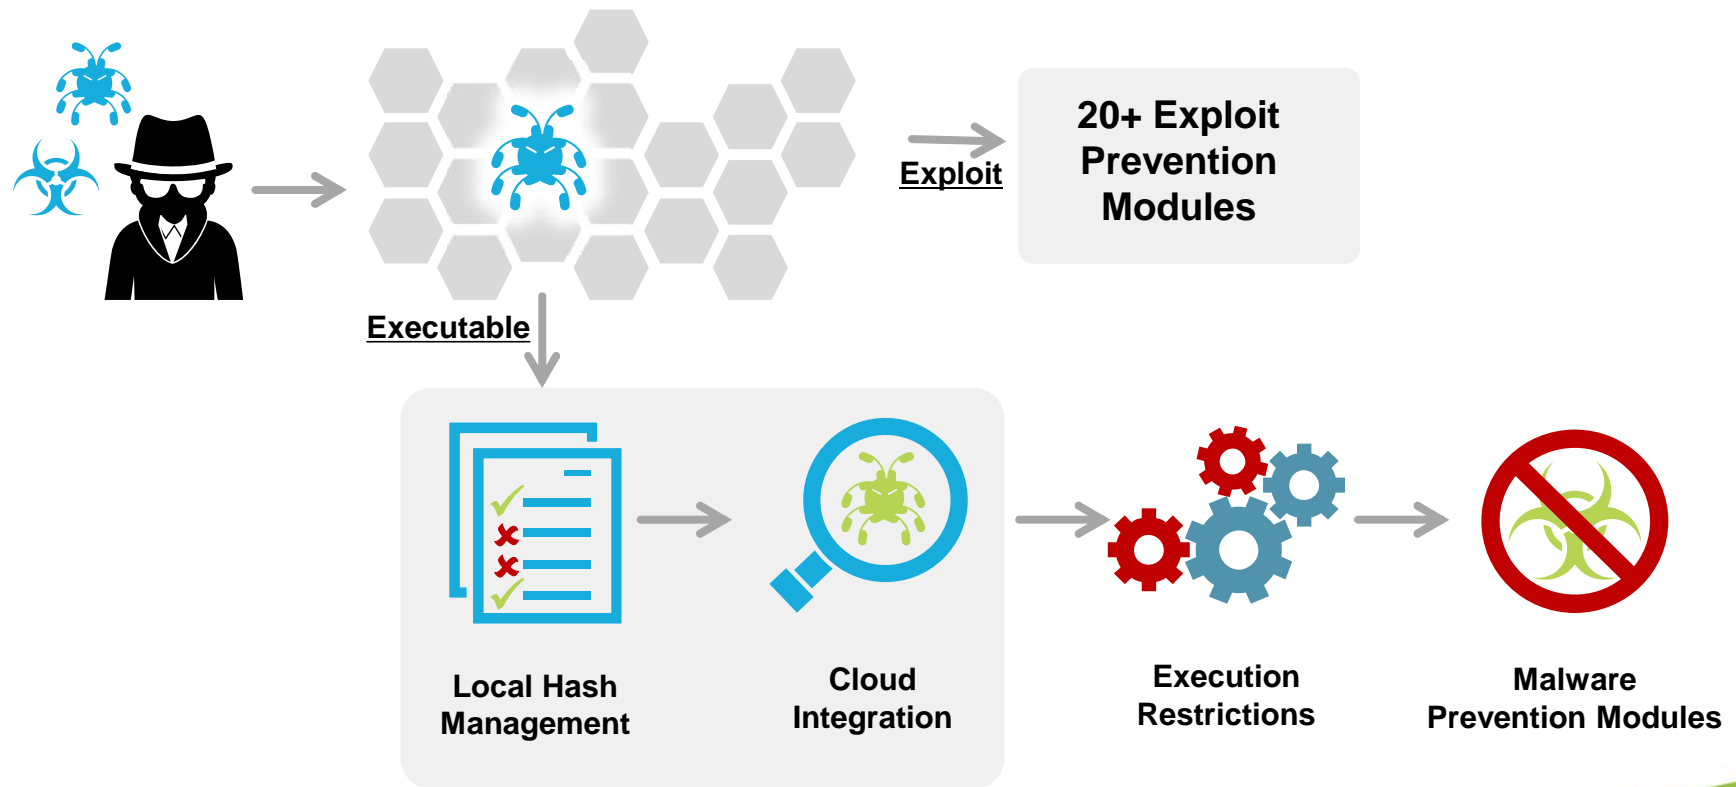 20+ Exploit
Prevention
Modules
Exploit
Executable
Local Hash
Management
Cloud
Integration
Execution
Restrictions
Malware
Prevention Modules